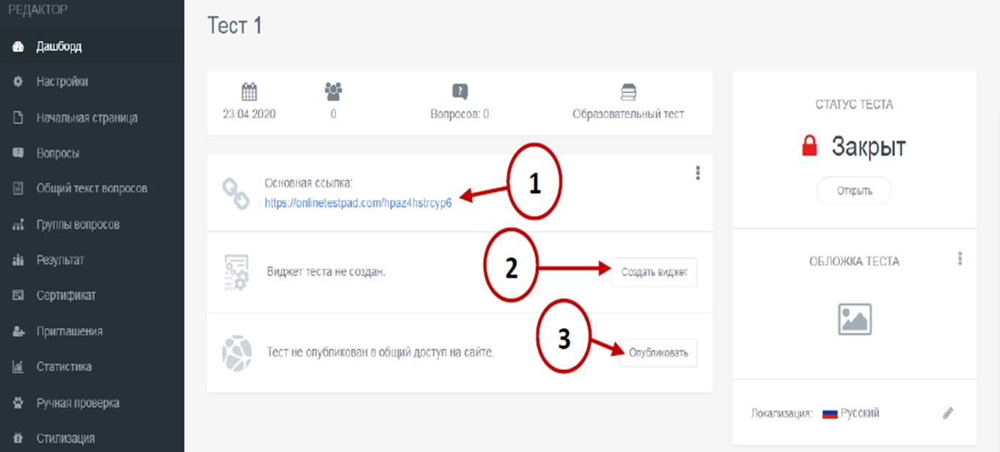 РЕДАКТОР
Дашборд
Настройки
Начальная страница
Вопросы
Общий текст вопросов
Группы вопросов
Результат
Сертификат
Приглашения
Статистика
Ручная проверка
Стилизация
Тест 1
23.04.2020
0
Вопросов: 0
Образовательный тест
Основная ссылка:
https://onlinetestpad.com/hpaz4hstrcyp6
1
Виджет теста не создан.
2
Создать виджет
Тест не опубликован в общий доступ на сайте.
3
Опубликовать
СТАТУС ТЕСТА
Закрыт
Открыть
ОБЛОЖКА ТЕСТА
Локализация: Русский